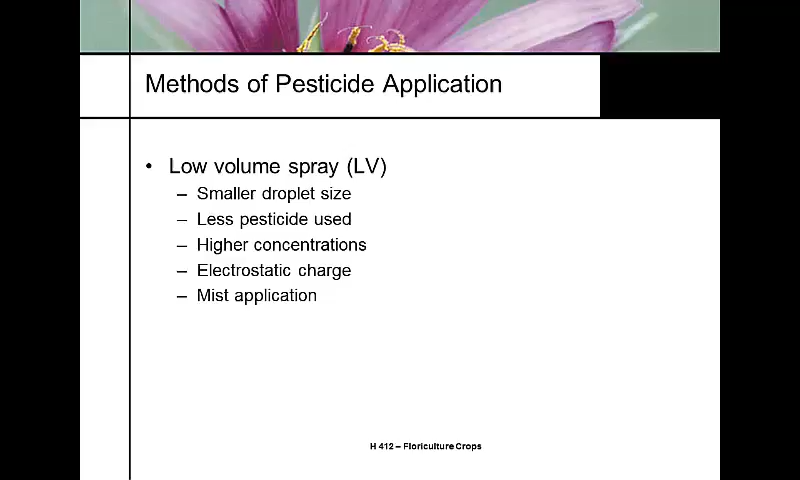 Methods of Pesticide Application
• Low volume spray (LV)
– Smaller droplet size
– Less pesticide used
– Higher concentrations
– Electrostatic charge
– Mist application
H 412 – Floriculture Crops